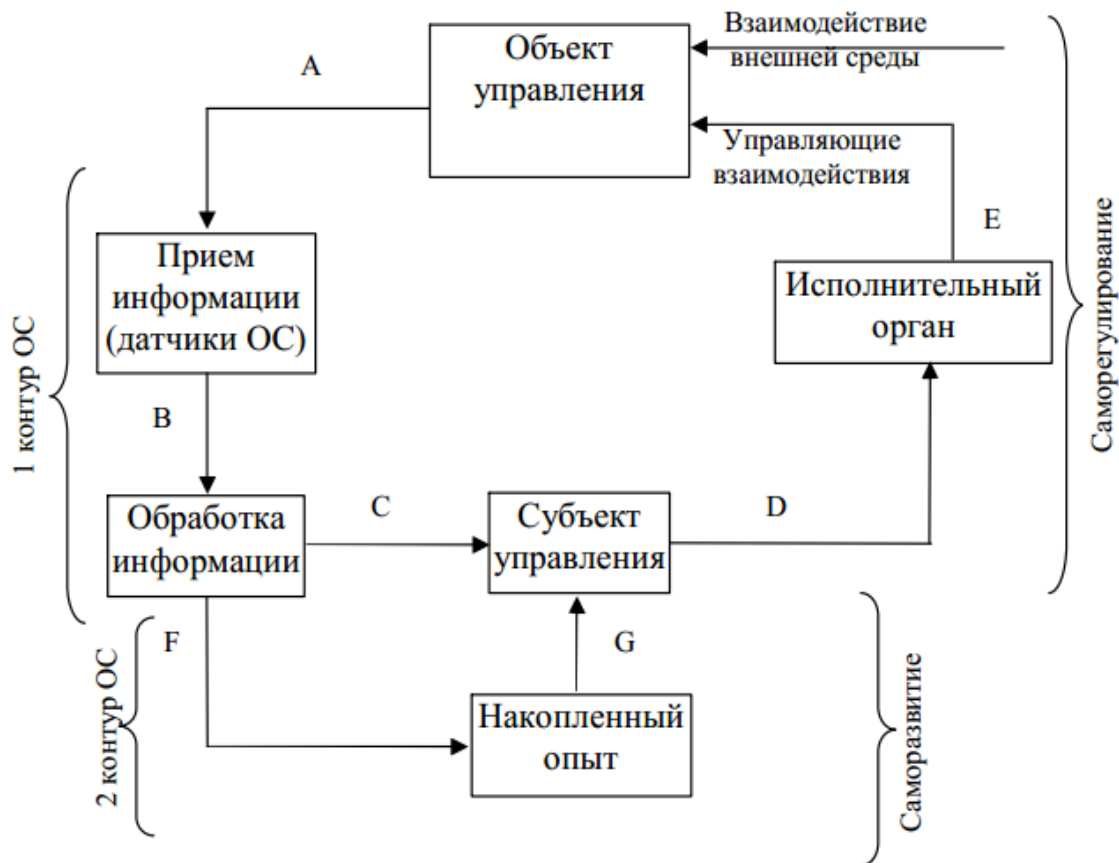 Взаимодействие
внешней среды
Объект
управления
A
Управляющие
взаимодействия
E
Прием
информации
(датчики ОС)
Исполнительный
орган
1 контур ОС
Саморегулирование
B
Обработка
информации
C
Субъект
управления
D
F
G
2 контур ОС
Накопленный
опыт
Саморазвитие